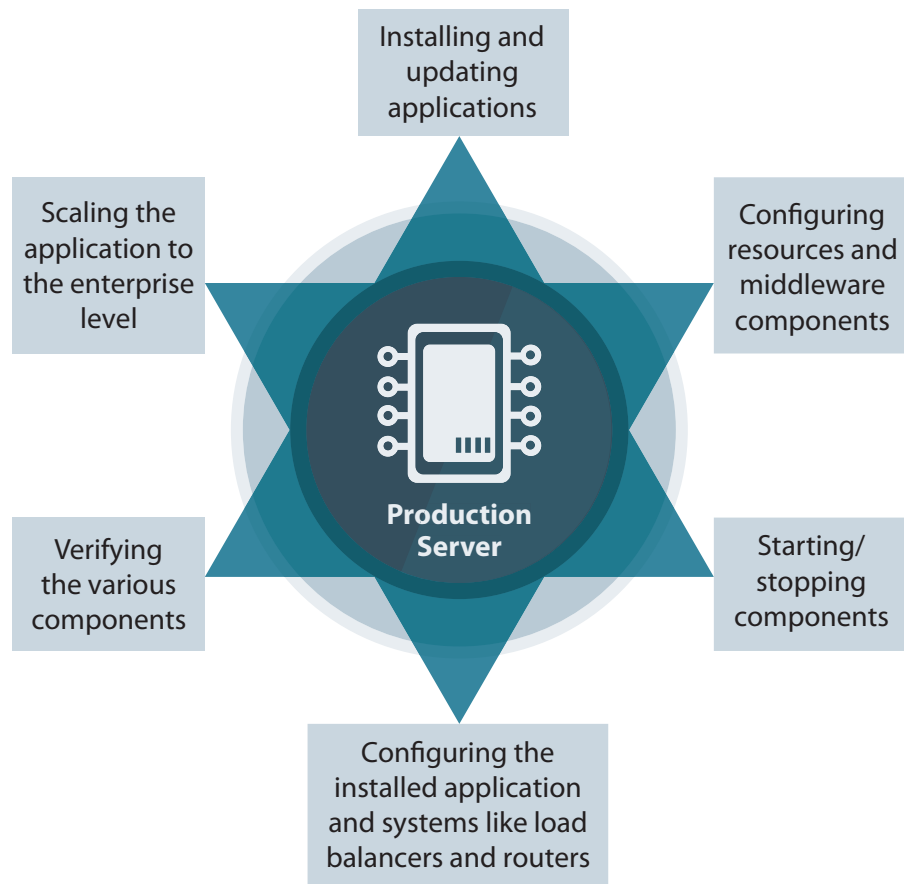 Installing and
updating
applications
Scaling the
application to
the enterprise
level
Configuring
resources and
middleware
components
Production
Server
Verifying
the various
components
Starting/
stopping
components
Configuring the
installed application
and systems like load
balancers and routers